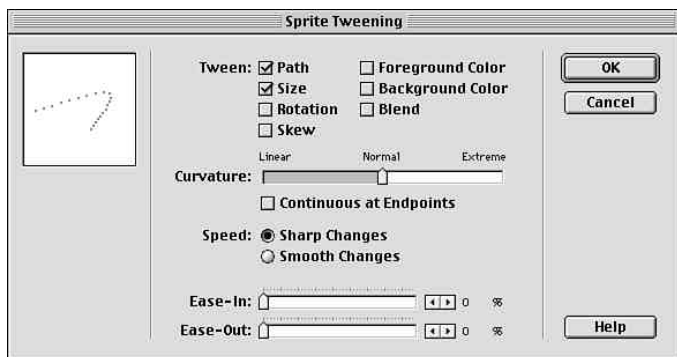 Sprite Tweening
Tween: Path Foreground Color OK
Size Background Color
Rotation Blend Cancel
Skew
Linear Normal Extreme
Curvature:
Continuous at Endpoints
Speed: Sharp Changes
Smooth Changes
Ease-In: 0 %
Ease-Out: 0 % Help